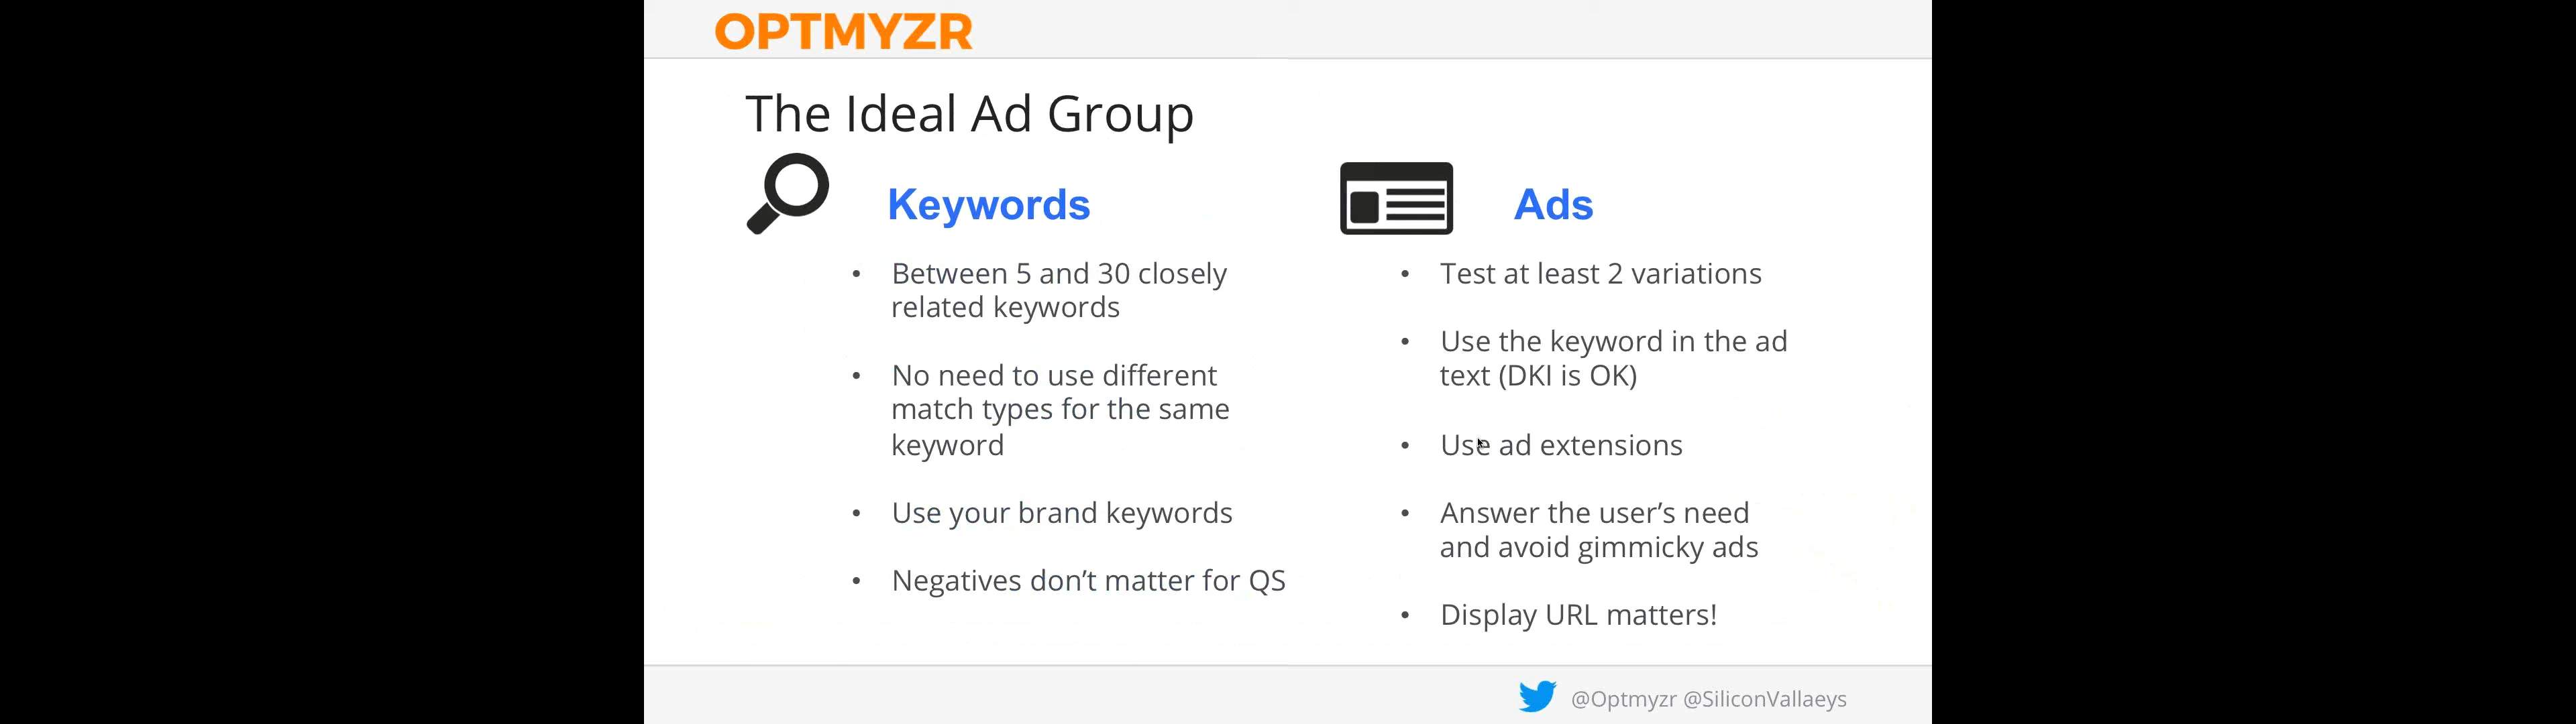 OPTMYZR
The Ideal Ad Group
Keywords
• Between 5 and 30 closely
related keywords
• No need to use different
match types for the same
keyword
• Use your brand keywords
• Negatives don’t matter for QS
Ads
• Test at least 2 variations
• Use the keyword in the ad
text (DKI is OK)
• Use ad extensions
• Answer the user’s need
and avoid gimmicky ads
• Display URL matters!
@Optmyzr @SiliconVallaeys